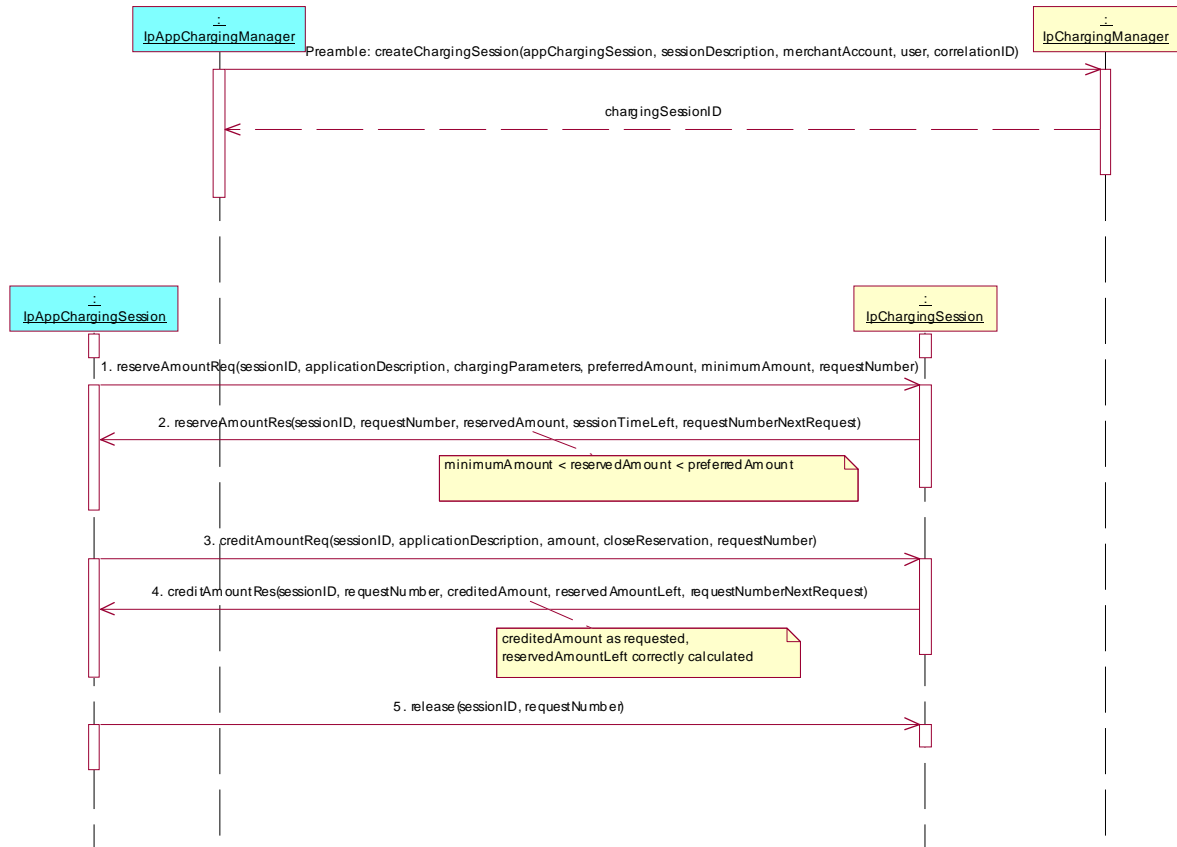 :
IpAppChargingManager
:
IpChargingManager
Preamble: createChargingSession(appChargingSession, sessionDescription, merchantAccount, user, correlationID)
chargingSessionID
:
IpAppChargingSession
:
IpChargingSession
1. reserveAmountReq(sessionID, applicationDescription, chargingParameters, preferredAmount, minimumAmount, requestNumber)
2. reserveAmountRes(sessionID, requestNumber, reservedAmount, sessionTimeLeft, requestNumberNextRequest)
minimumAmount < reservedAmount < preferredAmount
3. creditAmountReq(sessionID, applicationDescription, amount, closeReservation, requestNumber)
4. creditAmountRes(sessionID, requestNumber, creditedAmount, reservedAmountLeft, requestNumberNextRequest)
creditedAmount as requested,
reservedAmountLeft correctly calculated
5. release(sessionID, requestNumber)